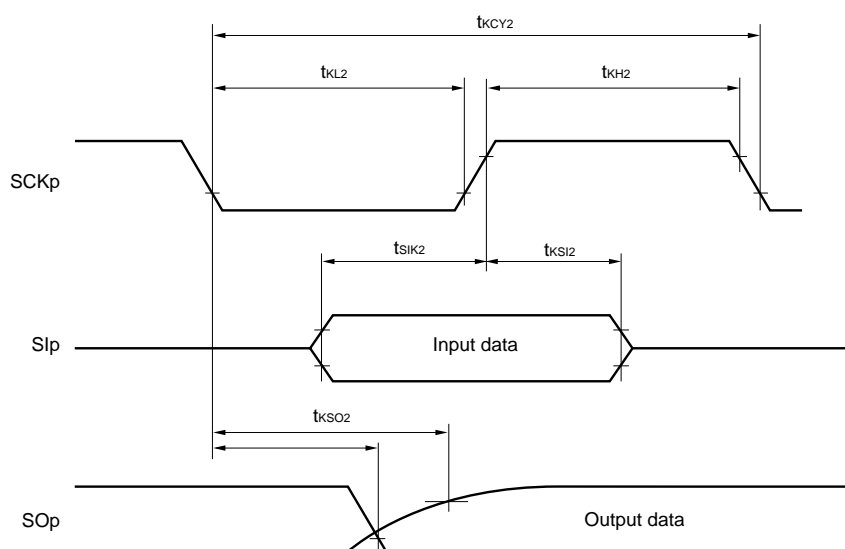 tKCY2
tKL2
tKH2
SCKp
tSIK2
tKSI2
SIp
Input data
tKSO2
SOp
Output data